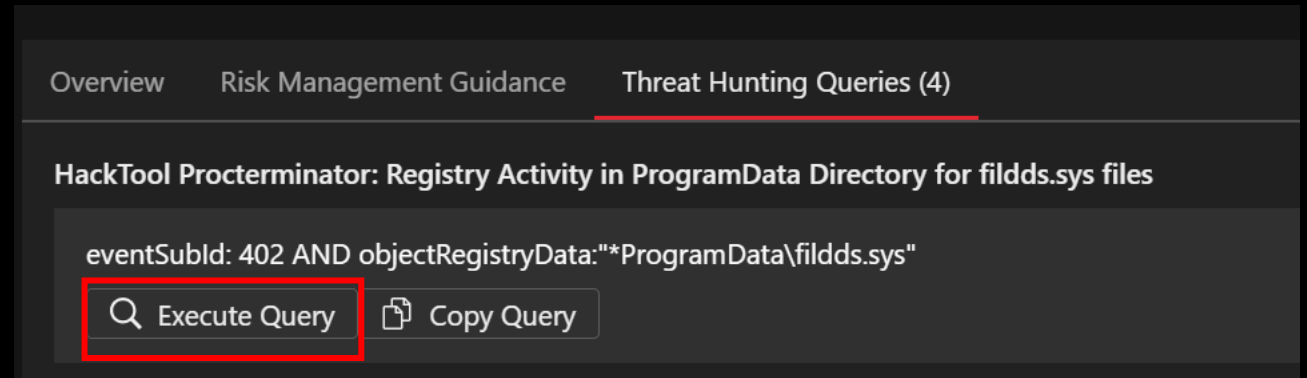 Overview Risk Management Guidance Threat Hunting Queries (4)
HackTool Procterminator: Registry Activity in ProgramData Directory for fildds.sys files
eventSubId: 402 AND objectRegistryData:"*ProgramData\fildds.sys"
Execute Query Copy Query